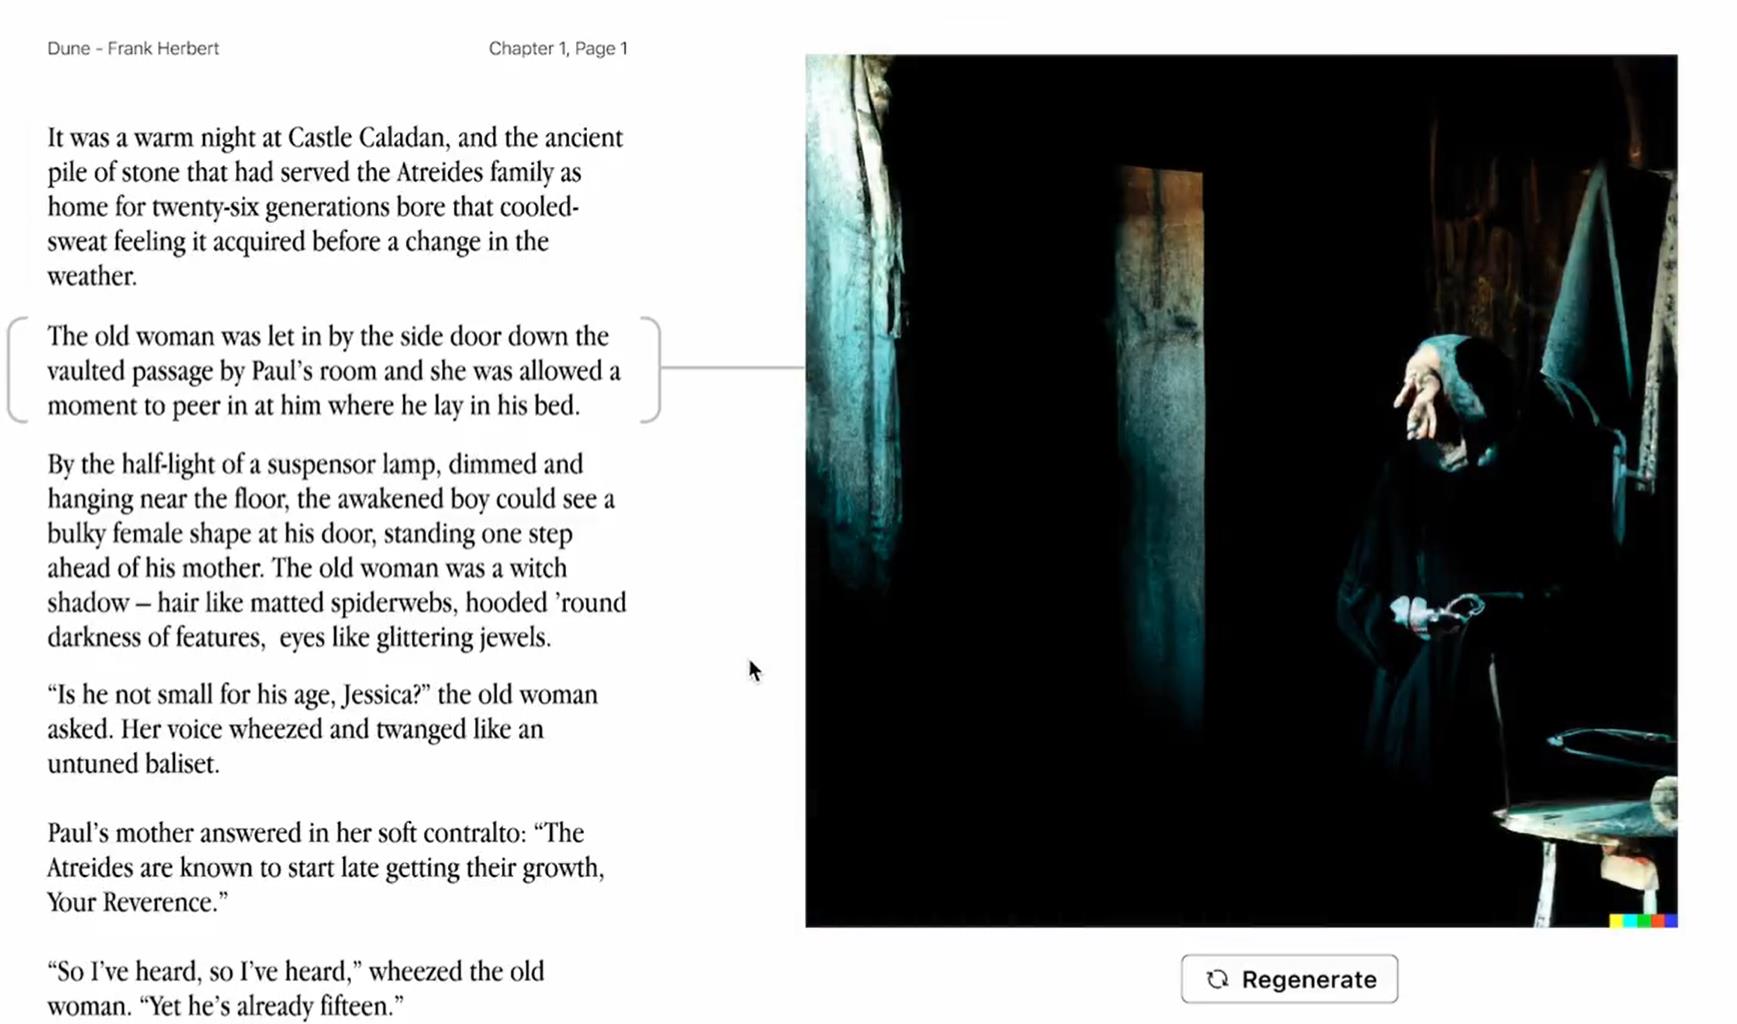 Dune - Frank Herbert
Chapter 1, Page 1
It was a warm night at Castle Caladan, and the ancient
pile of stone that had served the Atreides family as
home for twenty-six generations bore that cooled-
sweat feeling it acquired before a change in the
weather.
The old woman was let in by the side door down the
vaulted passage by Paul’s room and she was allowed a
moment to peer in at him where he lay in his bed.
By the half-light of a suspensor lamp, dimmed and
hanging near the floor, the awakened boy could see a
bulky female shape at his door, standing one step
ahead of his mother. The old woman was a witch
shadow – hair like matted spiderwebs, hooded ’round
darkness of features,  eyes like glittering jewels.
“Is he not small for his age, Jessica?” the old woman
asked. Her voice wheezed and twanged like an
untuned baliset.
Paul’s mother answered in her soft contralto: “The
Atreides are known to start late getting their growth,
Your Reverence.”
“So I’ve heard, so I’ve heard,” wheezed the old
woman. “Yet he’s already fifteen.”
Regenerate